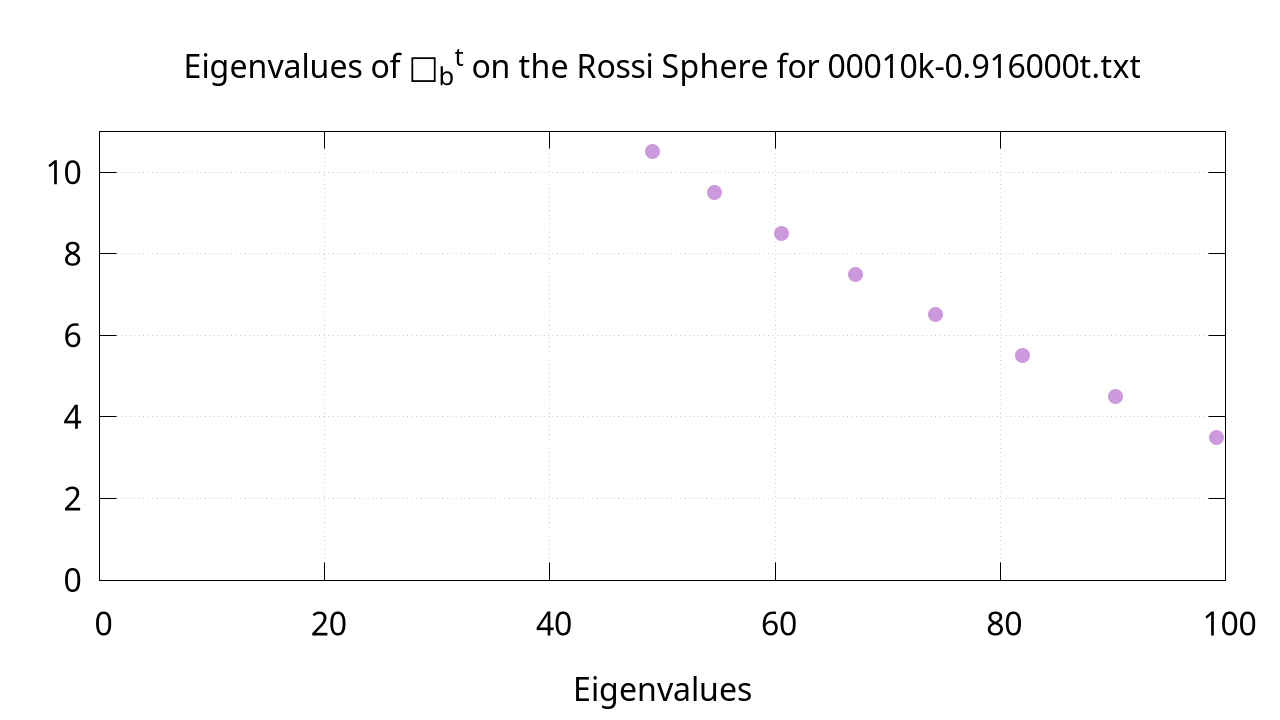 Eigenvalues of □b^t on the Rossi Sphere for 00010k-0.916000t.txt
10
8
6
4
2
0
0 20 40 60 80 100
Eigenvalues